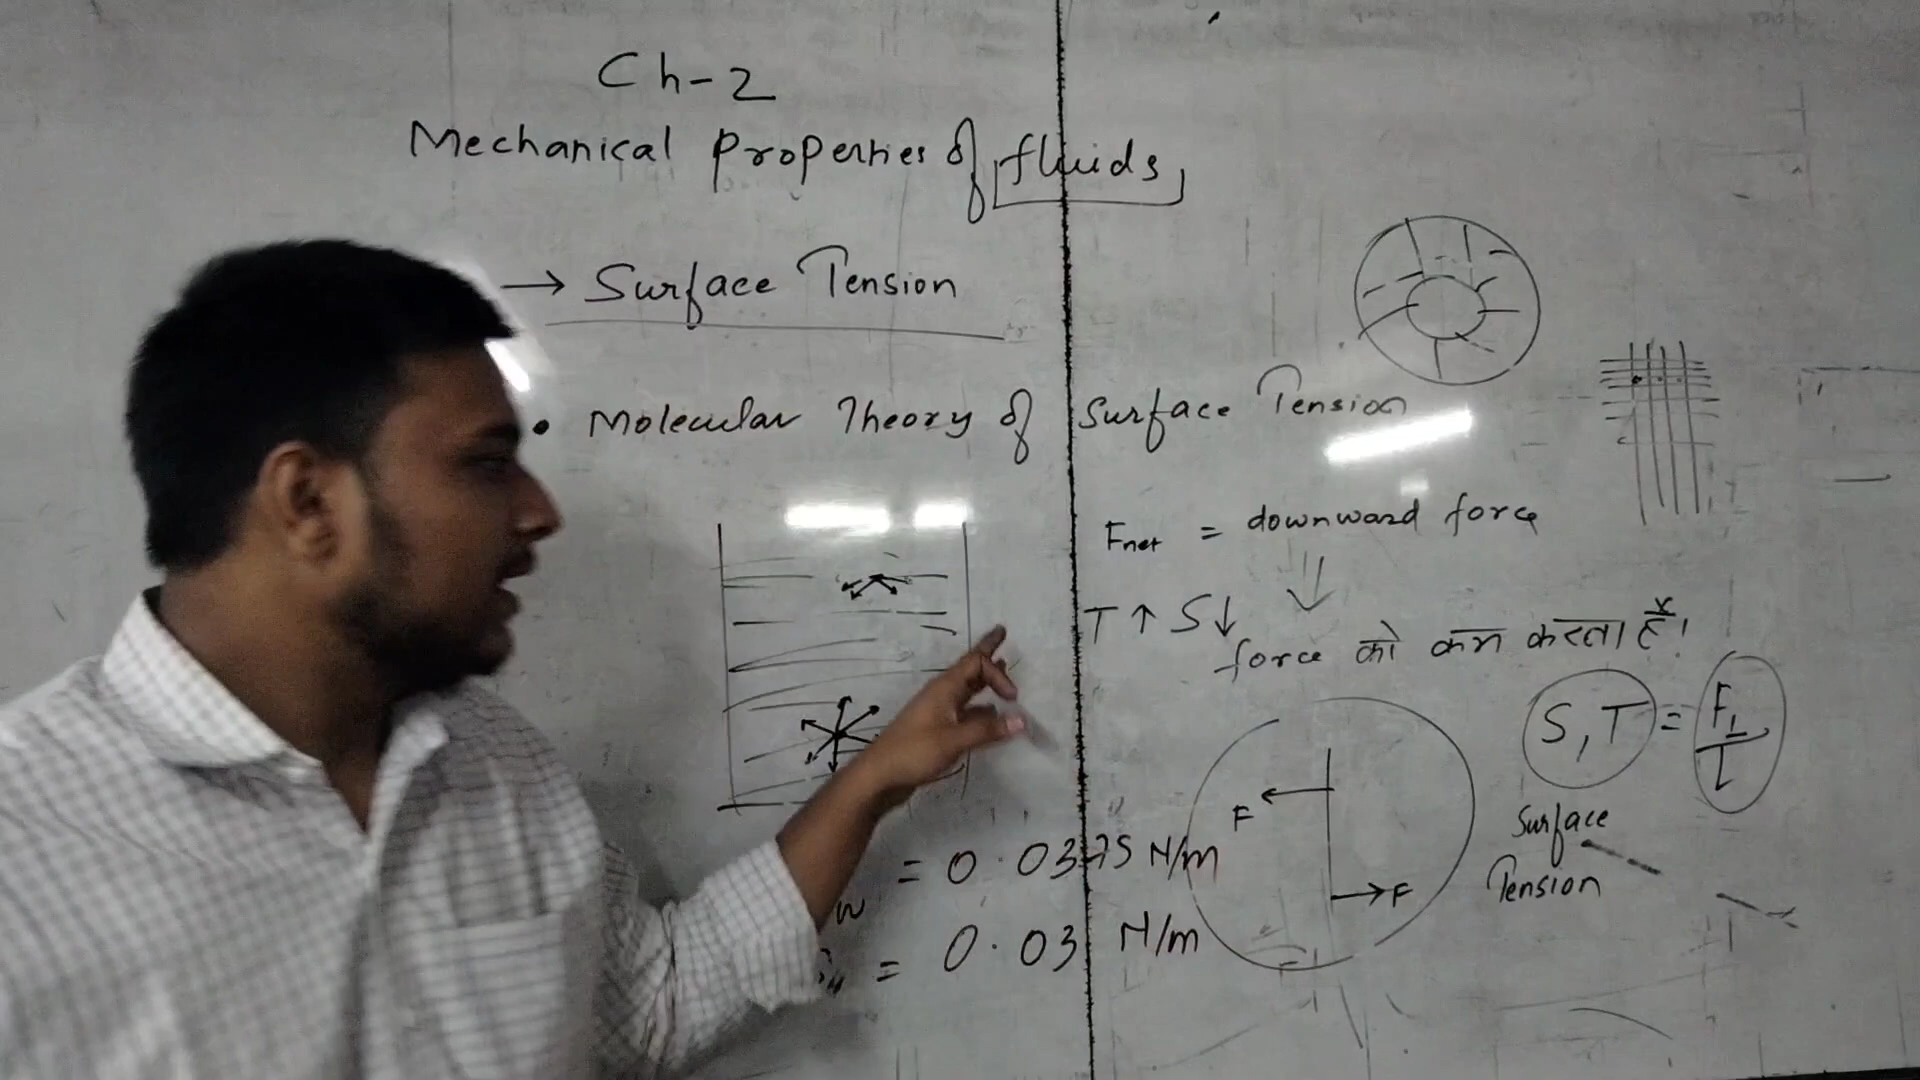 Ch-2
Mechanical Properties of fluids
→ Surface Tension
• Molecular Theory of Surface Tension
Fnet = downward force
T ↑ S ↓
force को कम करता है।
S, T = F⊥/L
Surface Tension
F
F
= 0.0375 N/m
w
= 0.03 N/m